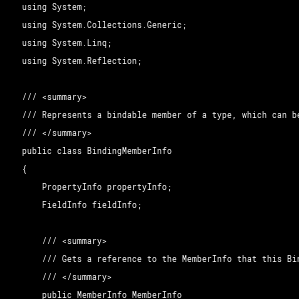 using System;
using System.Collections.Generic;
using System.Linq;
using System.Reflection;
/// <summary>
/// Represents a bindable member of a type, which can be
/// </summary>
public class BindingMemberInfo
{
PropertyInfo propertyInfo;
FieldInfo fieldInfo;
/// <summary>
/// Gets a reference to the MemberInfo that this
/// </summary>
public MemberInfo MemberInfo